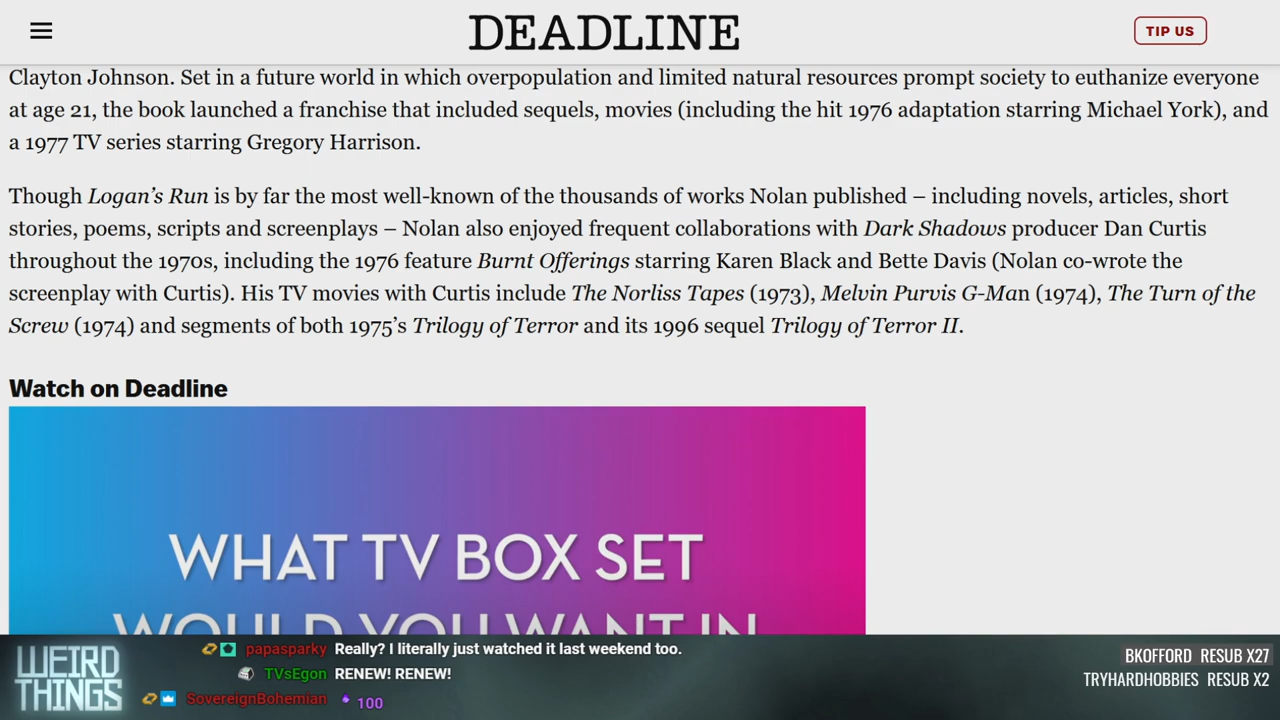 DEADLINE
TIP US
Clayton Johnson. Set in a future world in which overpopulation and limited natural resources prompt society to euthanize everyone
at age 21, the book launched a franchise that included sequels, movies (including the hit 1976 adaptation starring Michael York), and
a 1977 TV series starring Gregory Harrison.
Though Logan’s Run is by far the most well-known of the thousands of works Nolan published – including novels, articles, short
stories, poems, scripts and screenplays – Nolan also enjoyed frequent collaborations with Dark Shadows producer Dan Curtis
throughout the 1970s, including the 1976 feature Burnt Offerings starring Karen Black and Bette Davis (Nolan co-wrote the
screenplay with Curtis). His TV movies with Curtis include The Norliss Tapes (1973), Melvin Purvis G-Man (1974), The Turn of the
Screw (1974) and segments of both 1975’s Trilogy of Terror and its 1996 sequel Trilogy of Terror II.
Watch on Deadline
WHAT TV BOX SET
WOULD YOU WANT IN
WEIRD
THINGS
papasparky Really? I literally just watched it last weekend too.
TVsEgon RENEW! RENEW!
SovereignBohemian 100
BKOFFORD RESUB X27
TRYHARDHOBBIES RESUB X2